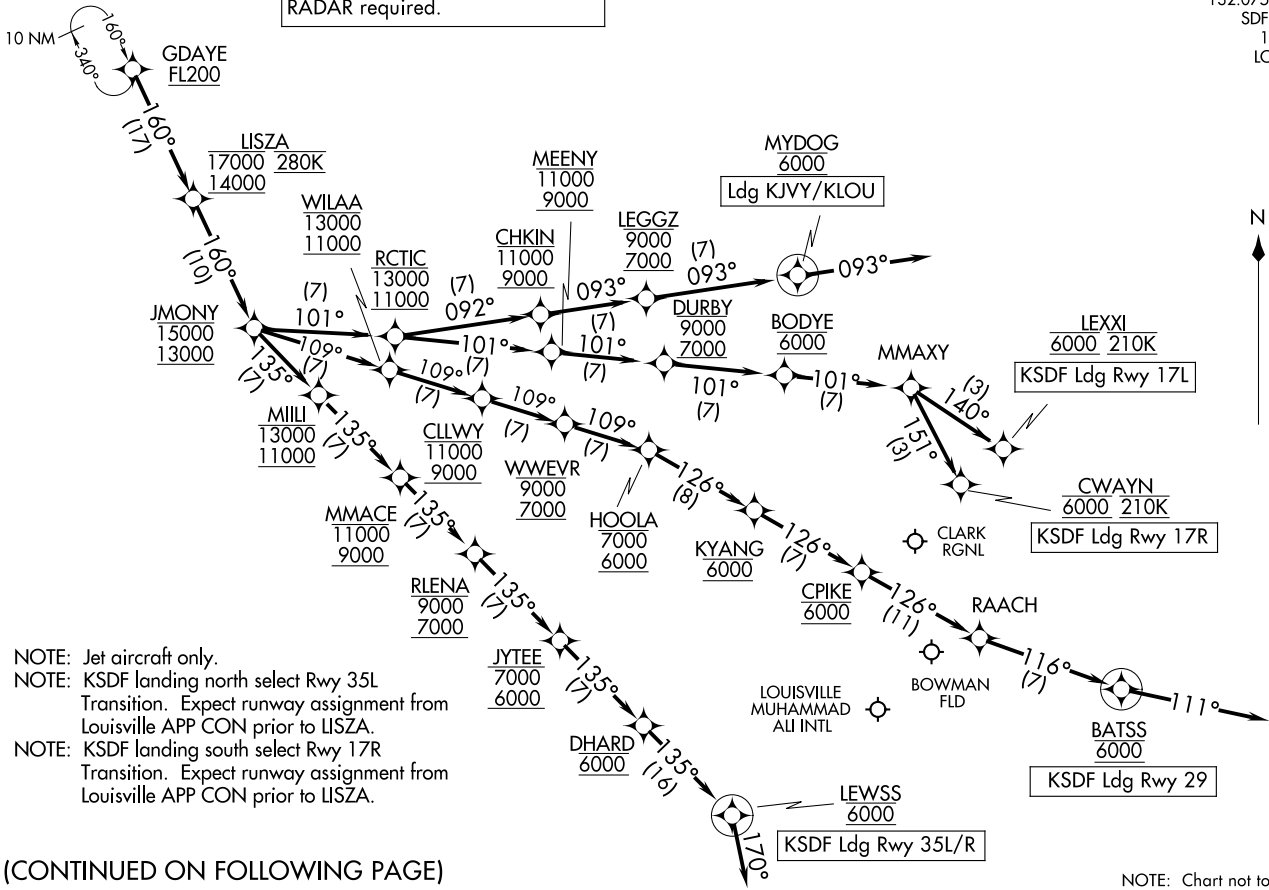 RADAR required.
SDF
10 NM
160°
340°
GDAYE
FL200
160°
(17)
LISZA
17000 280K
14000
160°
(10)
JMONY
15000
13000
WILAA
13000
11000
RCTIC
13000
11000
MEENY
11000
9000
CHKIN
11000
9000
LEGGZ
9000
7000
MYDOG
6000
Ldg KJVY/KLOU
(7)
101°
(7)
092°
093°
(7)
(7)
093°
093°
109°
(7)
101°
(7)
101°
(7)
DURBY
9000
7000
BODYE
6000
101°
(7)
101°
(7)
MMAXY
LEXXI
6000 210K
KSDF Ldg Rwy 17L
(3)
140°
151°
(3)
CWAYN
6000 210K
KSDF Ldg Rwy 17R
N
135°
(7)
MIILI
13000
11000
109°
(7)
CLLWY
11000
9000
109°
(7)
WWEVR
9000
7000
109°
(7)
HOOLA
7000
6000
126°
(8)
KYANG
6000
126°
(7)
CPIKE
6000
126°
(11)
RAACH
116°
(7)
BATSS
6000
KSDF Ldg Rwy 29
111°
CLARK
RGNL
BOWMAN
FLD
LOUISVILLE
MUHAMMAD
ALI INTL
135°
(7)
MMACE
11000
9000
135°
(7)
RLENA
9000
7000
135°
(7)
JYTEE
7000
6000
135°
(7)
DHARD
6000
135°
(16)
LEWSS
6000
KSDF Ldg Rwy 35L/R
170°
NOTE: Jet aircraft only.
NOTE: KSDF landing north select Rwy 35L
Transition. Expect runway assignment from
Louisville APP CON prior to LISZA.
NOTE: KSDF landing south select Rwy 17R
Transition. Expect runway assignment from
Louisville APP CON prior to LISZA.
(CONTINUED ON FOLLOWING PAGE)
NOTE: Chart not to